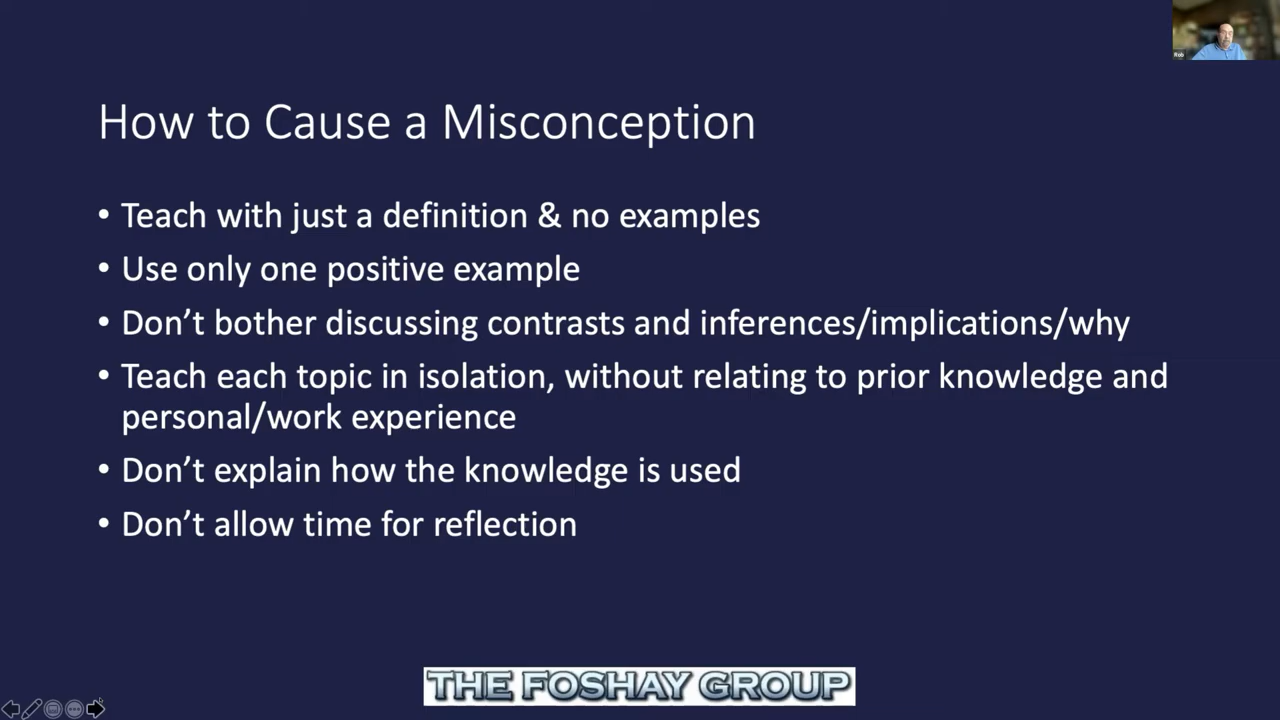 Rob
How to Cause a Misconception
• Teach with just a definition & no examples
• Use only one positive example
• Don’t bother discussing contrasts and inferences/implications/why
• Teach each topic in isolation, without relating to prior knowledge and
personal/work experience
• Don’t explain how the knowledge is used
• Don’t allow time for reflection
THE FOSHAY GROUP